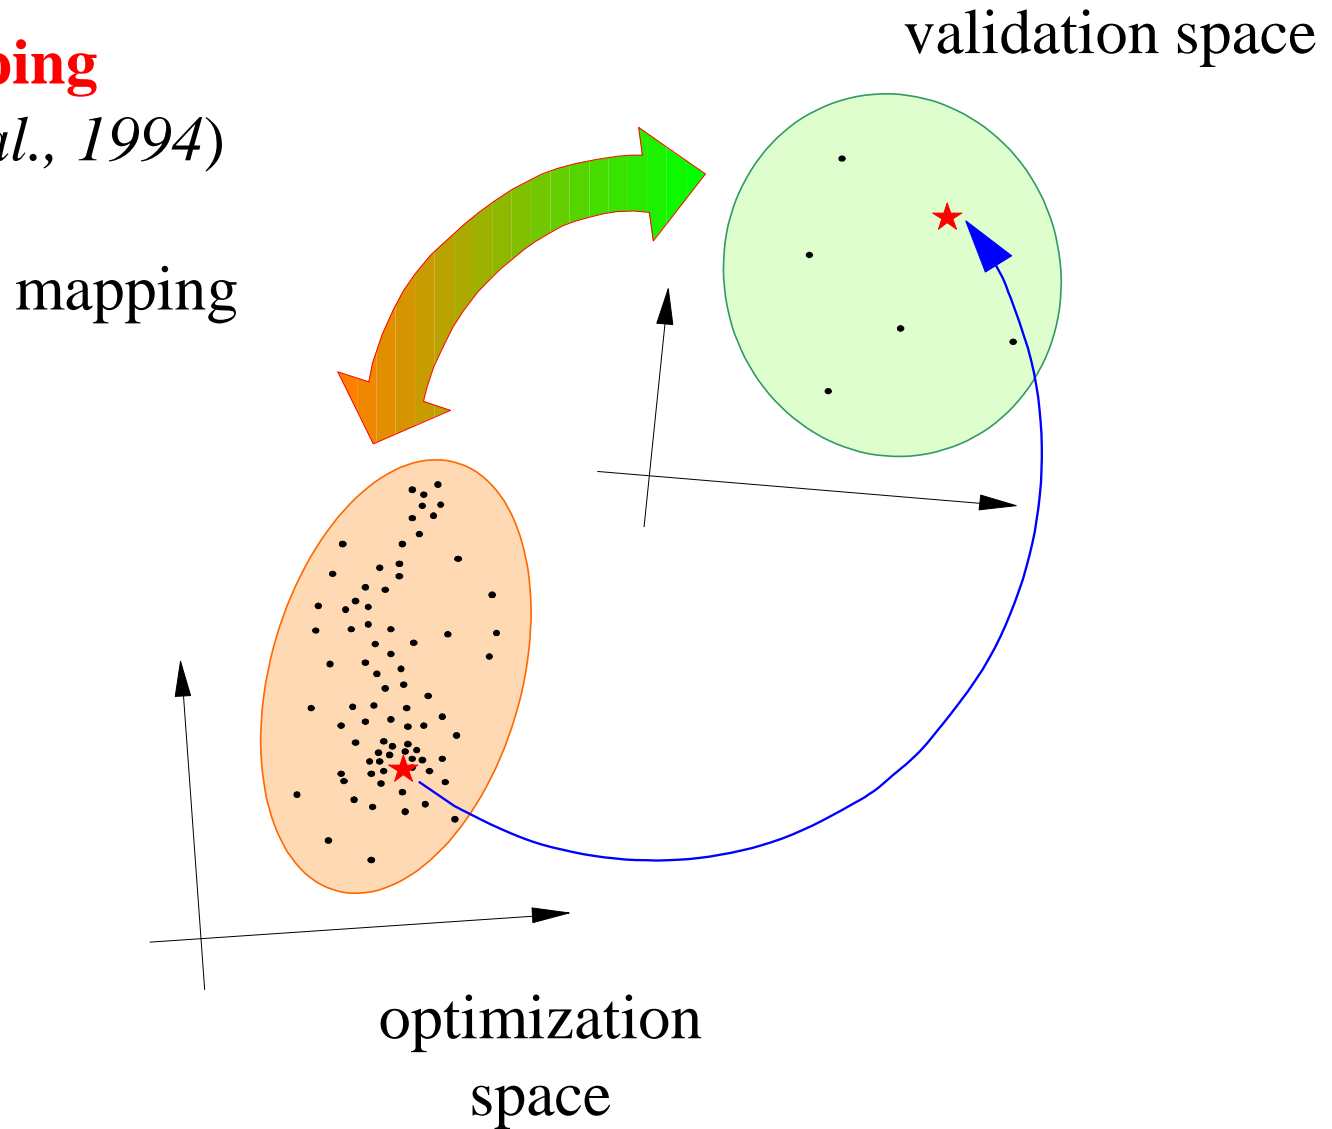 validation space
ping
al., 1994)
mapping
optimization
space